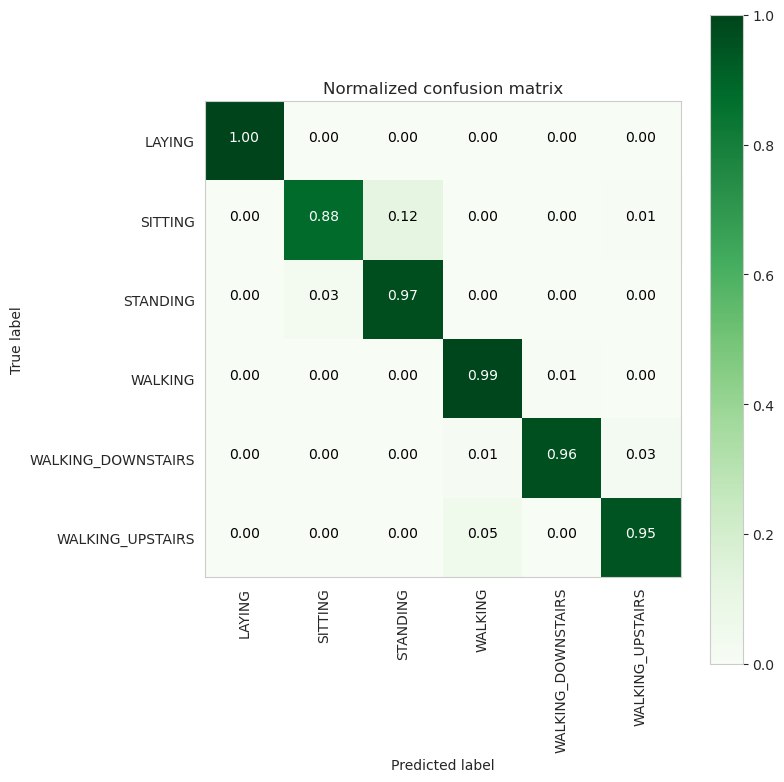 Normalized confusion matrix
1.0
0.8
0.6
0.4
0.2
0.0
True label
LAYING 1.00 0.00 0.00 0.00 0.00 0.00
SITTING 0.00 0.88 0.12 0.00 0.00 0.01
STANDING 0.00 0.03 0.97 0.00 0.00 0.00
WALKING 0.00 0.00 0.00 0.99 0.01 0.00
WALKING_DOWNSTAIRS 0.00 0.00 0.00 0.01 0.96 0.03
WALKING_UPSTAIRS 0.00 0.00 0.00 0.05 0.00 0.95
LAYING
SITTING
STANDING
WALKING
WALKING_DOWNSTAIRS
WALKING_UPSTAIRS
Predicted label